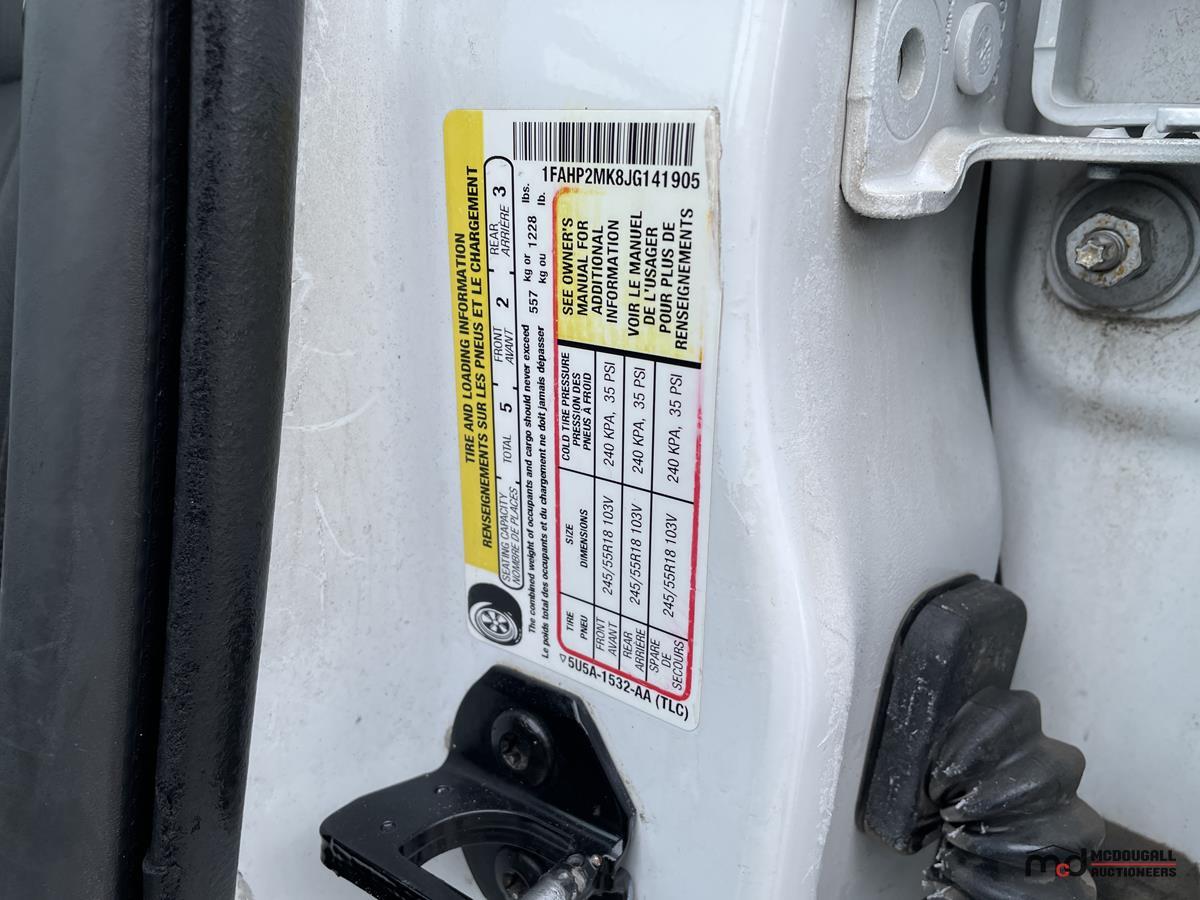 1FAHP2MK8JG141905
TIRE AND LOADING INFORMATION
RENSEIGNEMENTS SUR LES PNEUS ET LE CHARGEMENT
SEATING CAPACITY TOTAL 5 FRONT 2 REAR 3
NOMBRE DE PLACES AVANT ARRIÈRE
The combined weight of occupants and cargo should never exceed 557 kg or 1228 lbs.
Le poids total des occupants et du chargement ne doit jamais dépasser kg ou lb.
TIRE SIZE COLD TIRE PRESSURE
PNEU DIMENSIONS PRESSION DES
PNEUS À FROID
FRONT
AVANT 245/55R18 103V 240 KPA, 35 PSI
REAR
ARRIÈRE 245/55R18 103V 240 KPA, 35 PSI
SPARE
DE
SECOURS 245/55R18 103V 240 KPA, 35 PSI
SEE OWNER'S
MANUAL FOR
ADDITIONAL
INFORMATION
VOIR LE MANUEL
DE L'USAGER
POUR PLUS DE
RENSEIGNEMENTS
5U5A-1532-AA (TLC)
mcd MCDOUGALL
AUCTIONEERS